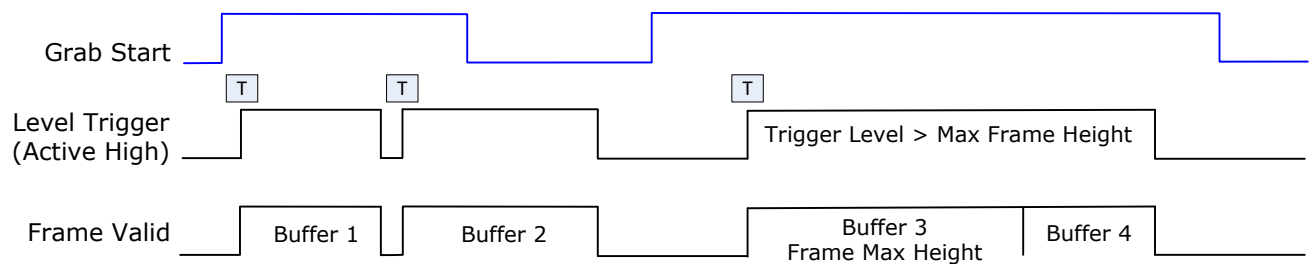 Grab Start
T
T
T
Level Trigger
(Active High)
Trigger Level > Max Frame Height
Frame Valid
Buffer 1
Buffer 2
Buffer 3
Frame Max Height
Buffer 4